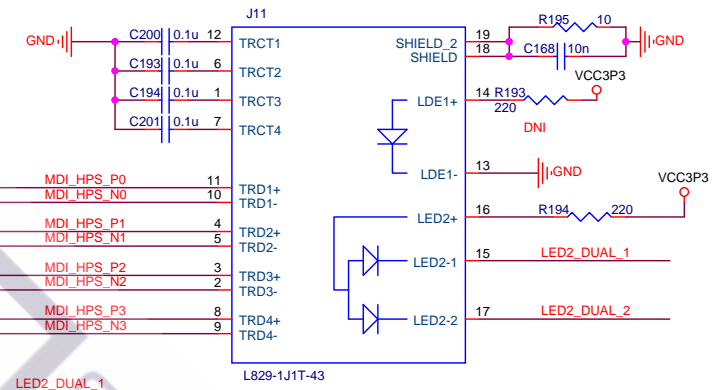 J11
C200 0.1u 12 TRCT1
GND
C193 0.1u 6 TRCT2
C194 0.1u 1 TRCT3
C201 0.1u 7 TRCT4
MDI_HPS_P0 11 TRD1+
MDI_HPS_N0 10 TRD1-
MDI_HPS_P1 4 TRD2+
MDI_HPS_N1 5 TRD2-
MDI_HPS_P2 3 TRD3+
MDI_HPS_N2 2 TRD3-
MDI_HPS_P3 8 TRD4+
MDI_HPS_N3 9 TRD4-
SHIELD_2 19
SHIELD 18
R195 10
C168 10n
GND
VCC3P3
LDE1+ 14 R193
220
DNI
LDE1- 13 GND
VCC3P3
LED2+ 16 R194 220
LED2-1 15 LED2_DUAL_1
LED2-2 17 LED2_DUAL_2
L829-1J1T-43
LED2_DUAL_1